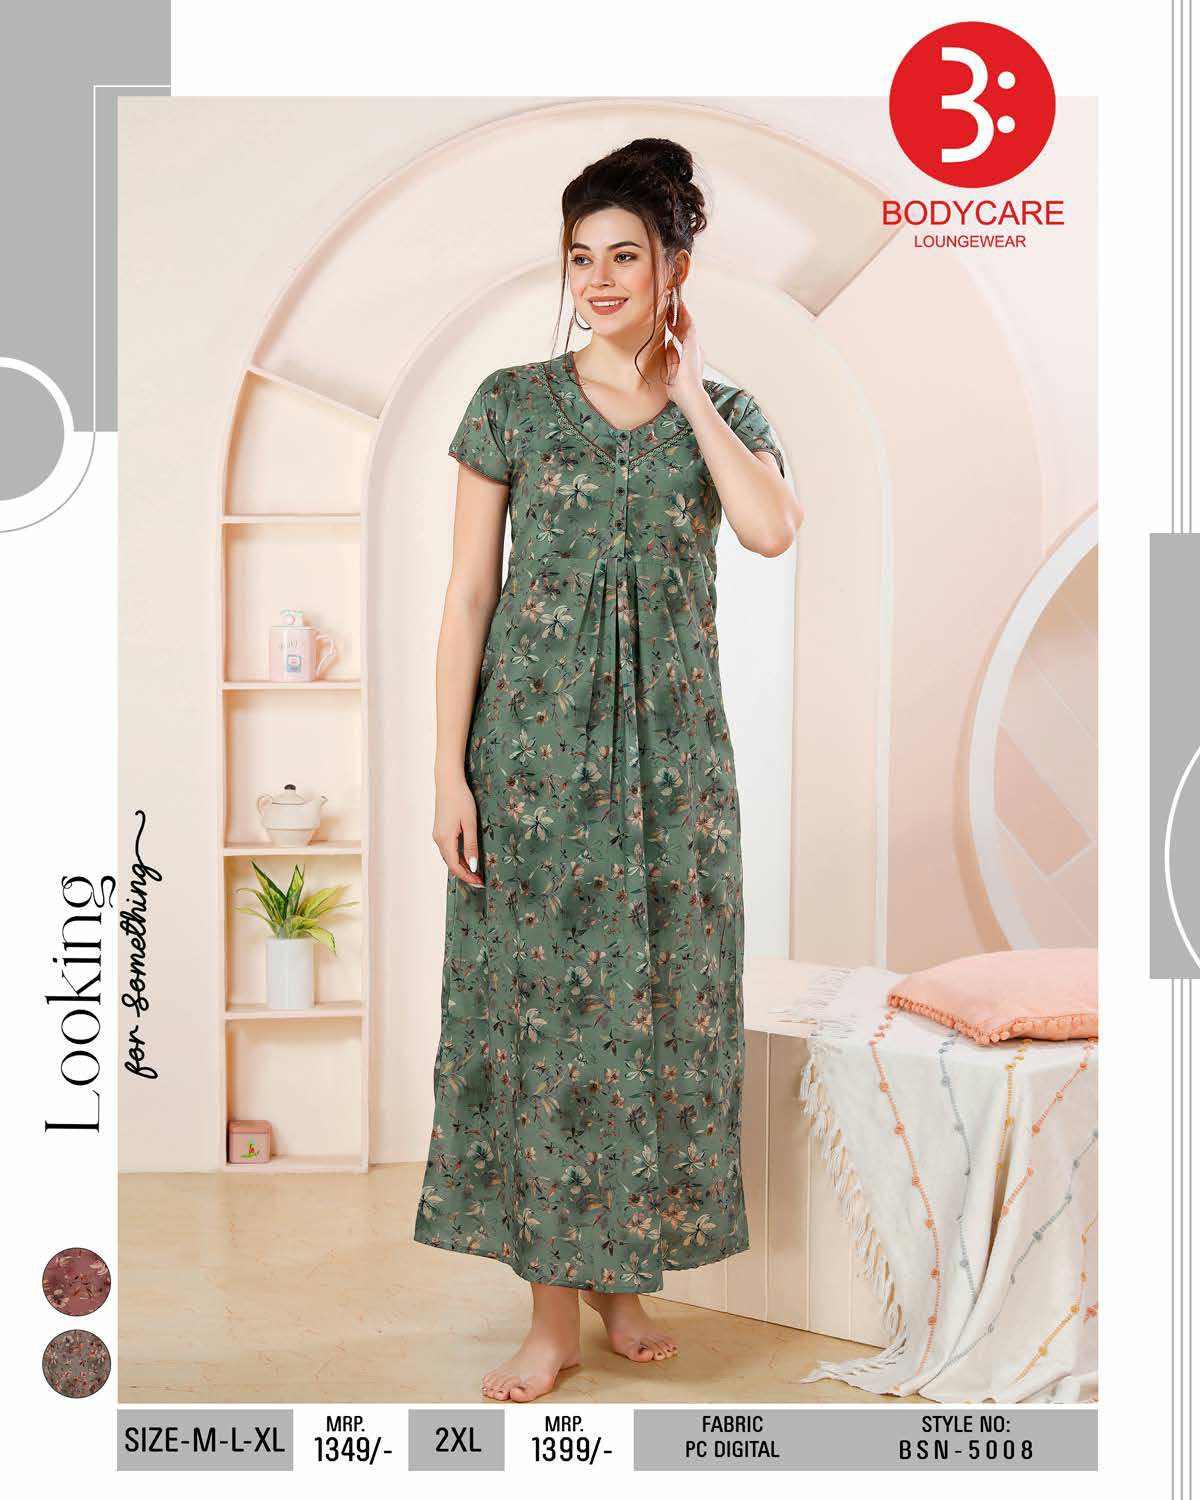 BODYCARE
LOUNGEWEAR
Looking
for something
SIZE-M-L-XL
MRP.
1349/-
2XL
MRP.
1399/-
FABRIC
PC DIGITAL
STYLE NO:
BSN-5008